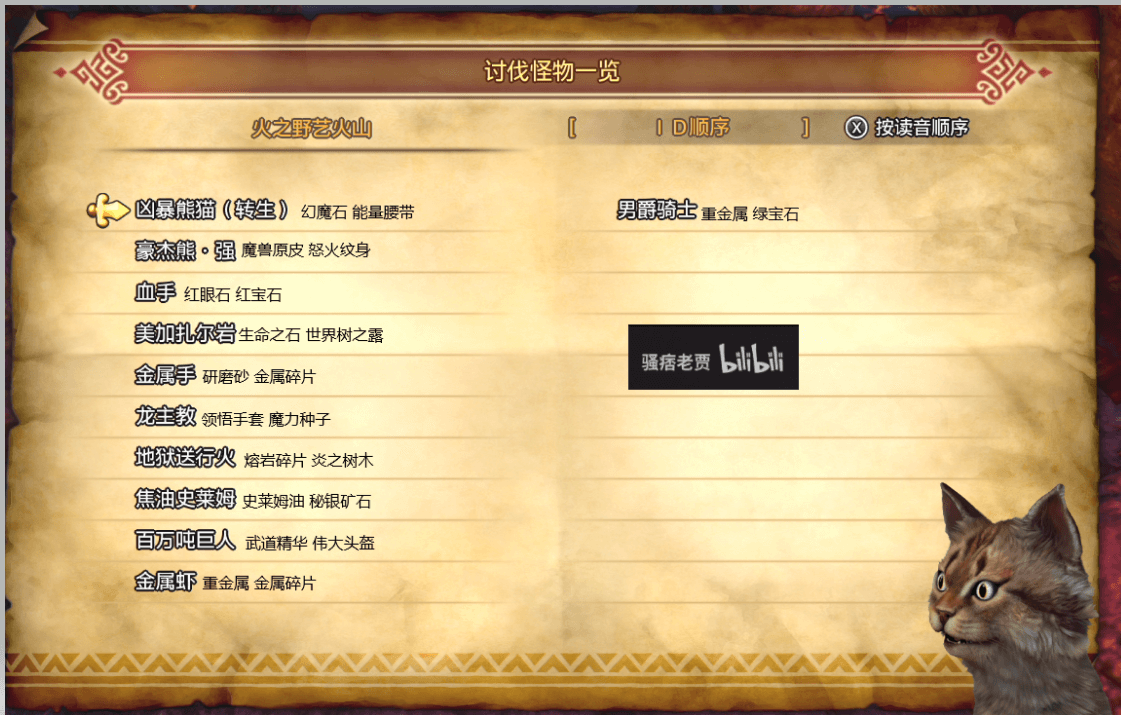 讨伐怪物一览
火之野艺火山 [ ID顺序 ] X 按读音顺序
凶暴熊猫（转生） 幻魔石 能量腰带
豪杰熊·强 魔兽原皮 怒火纹身
血手 红眼石 红宝石
美加扎尔岩 生命之石 世界树之露
金属手 研磨砂 金属碎片
龙主教 领悟手套 魔力种子
地狱送行火 熔岩碎片 炎之树木
焦油史莱姆 史莱姆油 秘银矿石
百万吨巨人 武道精华 伟大头盔
金属虾 重金属 金属碎片
男爵骑士 重金属 绿宝石
骚痞老贾 bilibili